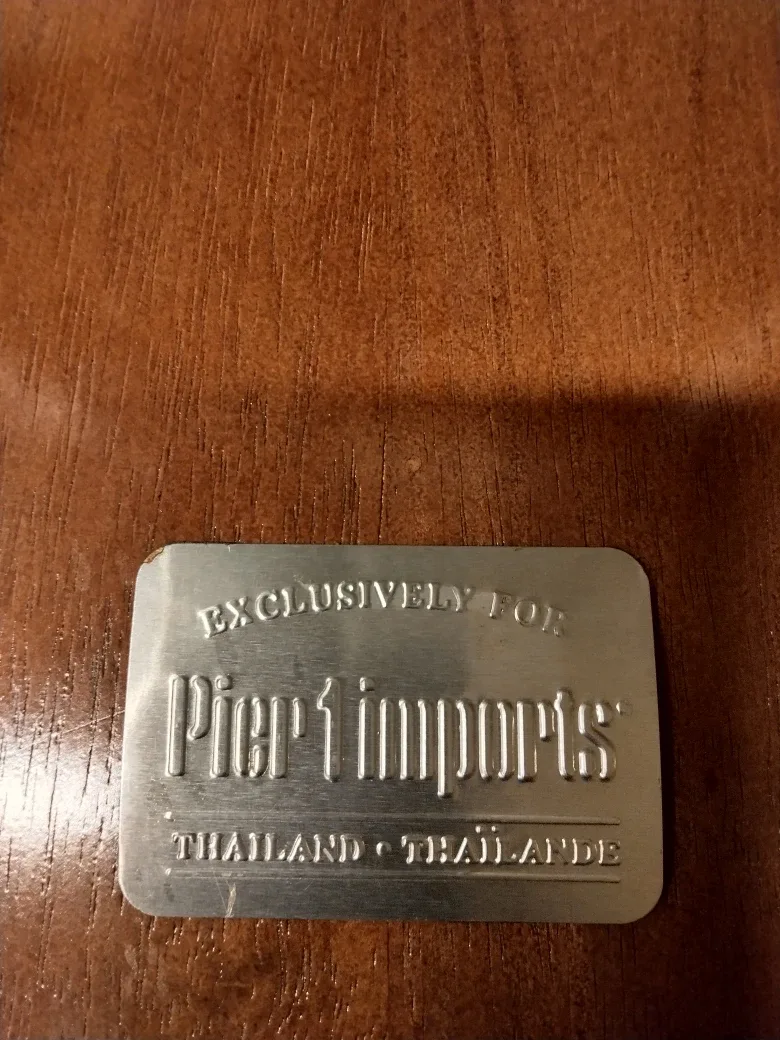 EXCLUSIVELY FOR
Pier 1 imports
THAILAND • THAÏLANDE